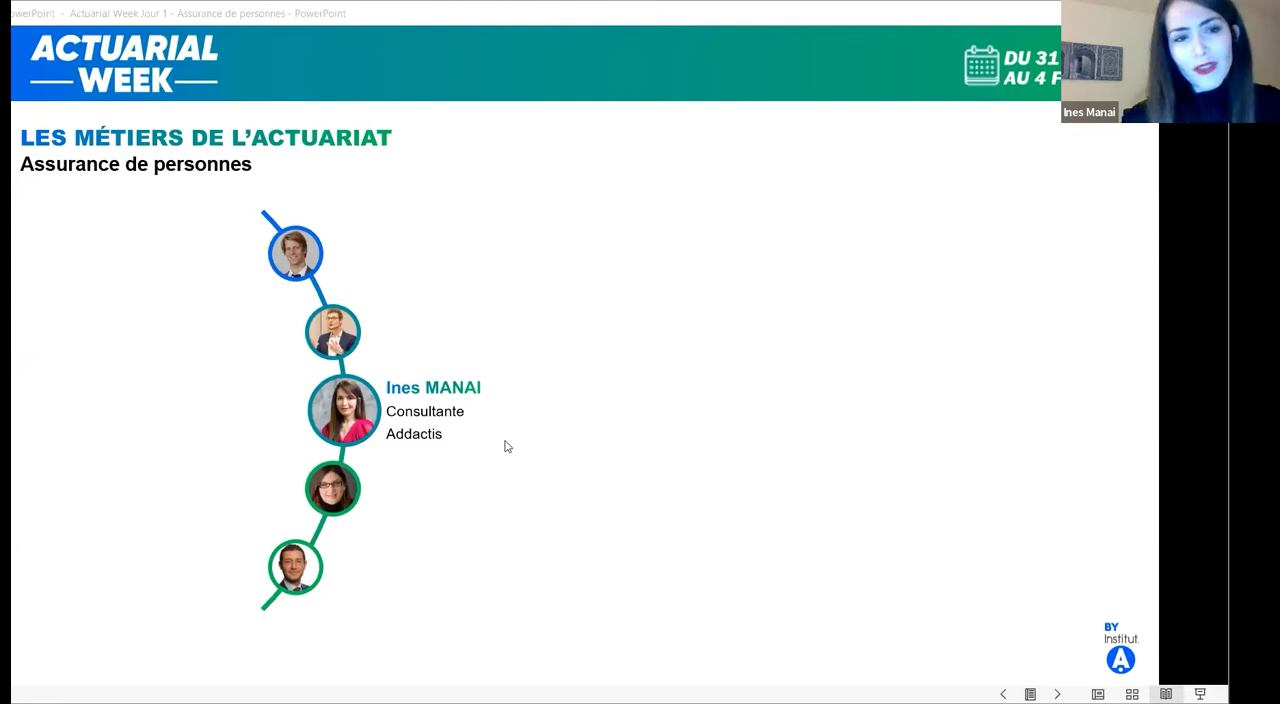 owerPoint - Actuarial Week Jour 1 - Assurance de personnes - PowerPoint
ACTUARIAL
WEEK
DU 31
AU 4 F
Ines Manai
LES MÉTIERS DE L'ACTUARIAT
Assurance de personnes
Ines MANAI
Consultante
Addactis
BY
Institut.
A